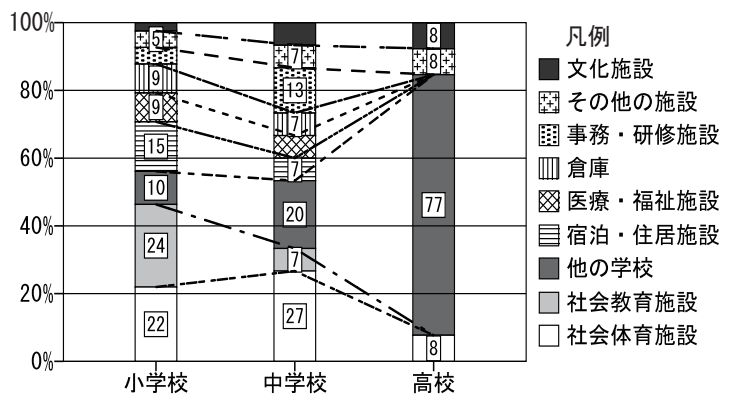 100%
80%
60%
40%
20%
0%
5
9
9
15
10
24
22
7
13
7
7
20
7
27
8
8
77
8
小学校
中学校
高校
凡例
文化施設
その他の施設
事務・研修施設
倉庫
医療・福祉施設
宿泊・住居施設
他の学校
社会教育施設
社会体育施設